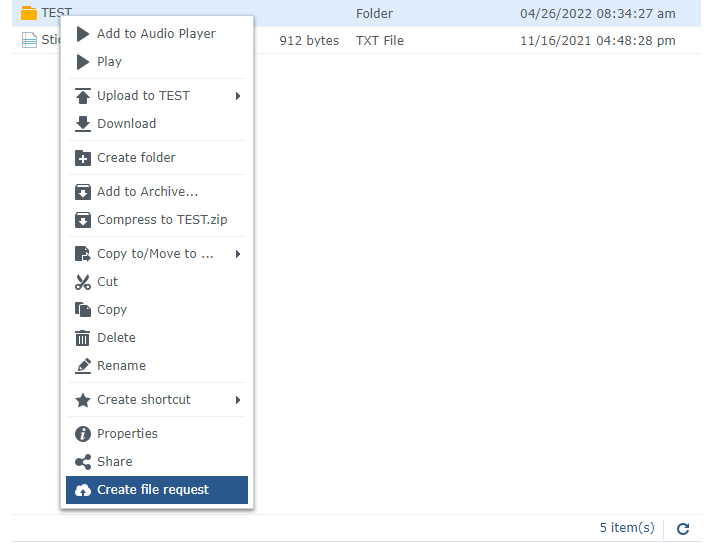 TEST Folder 04/26/2022 08:34:27 am
912 bytes TXT File 11/16/2021 04:48:28 pm
Add to Audio Player
Play
Upload to TEST
Download
Create folder
Add to Archive...
Compress to TEST.zip
Copy to/Move to ...
Cut
Copy
Delete
Rename
Create shortcut
Properties
Share
Create file request
5 item(s)